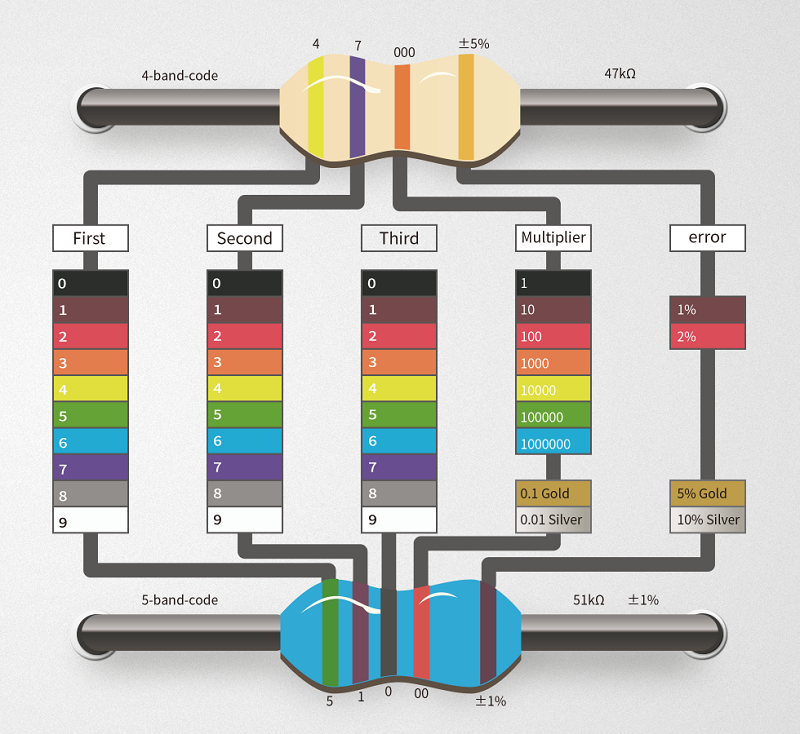 4 7 000 ±5%
4-band-code 47kΩ
First Second Third Multiplier error
0 0 0 1
1 1 1 10 1%
2 2 2 100 2%
3 3 3 1000
4 4 4 10000
5 5 5 100000
6 6 6 1000000
7 7 7
8 8 8 0.1 Gold 5% Gold
9 9 9 0.01 Silver 10% Silver
5-band-code 51kΩ ±1%
5 1 0 00 ±1%